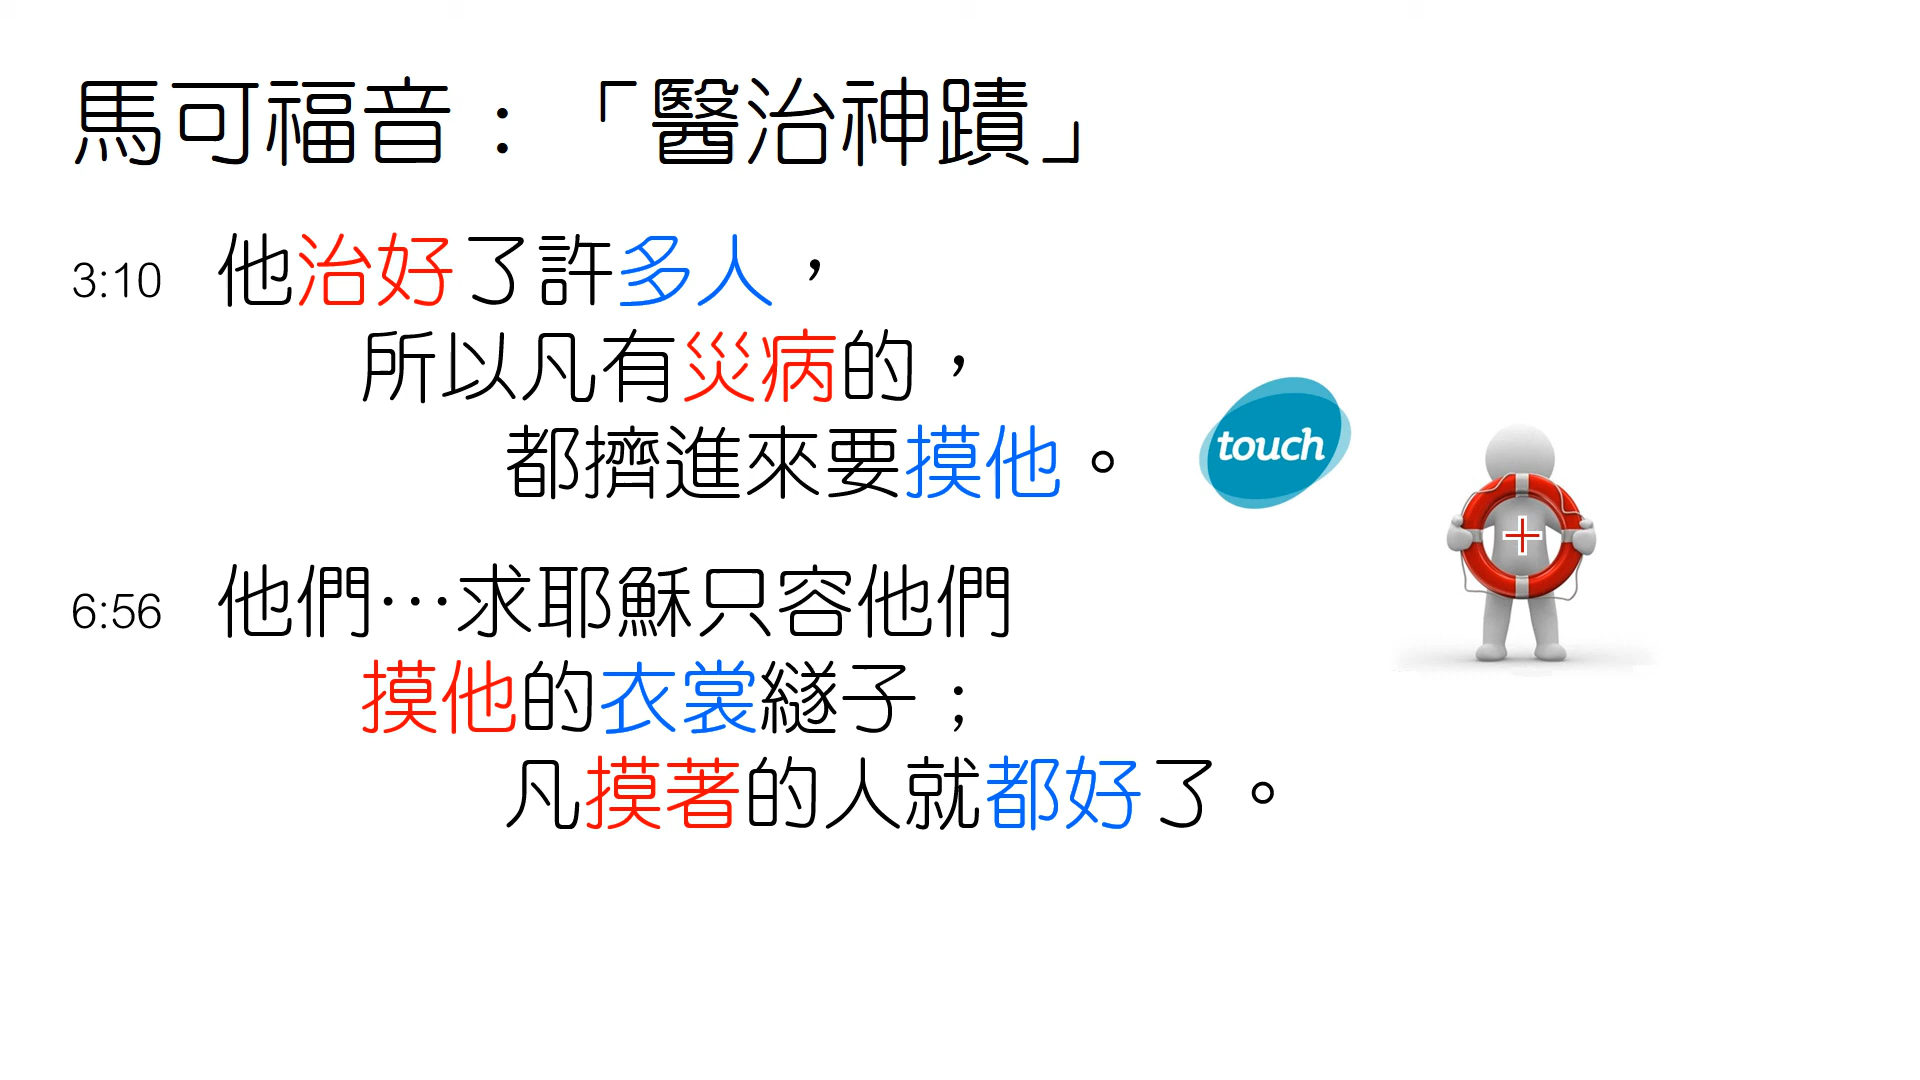 馬可福音：「醫治神蹟」
3:10 他治好了許多人，
所以凡有災病的，
都擠進來要摸他。
touch
6:56 他們…求耶穌只容他們
摸他的衣裳繸子；
凡摸著的人就都好了。